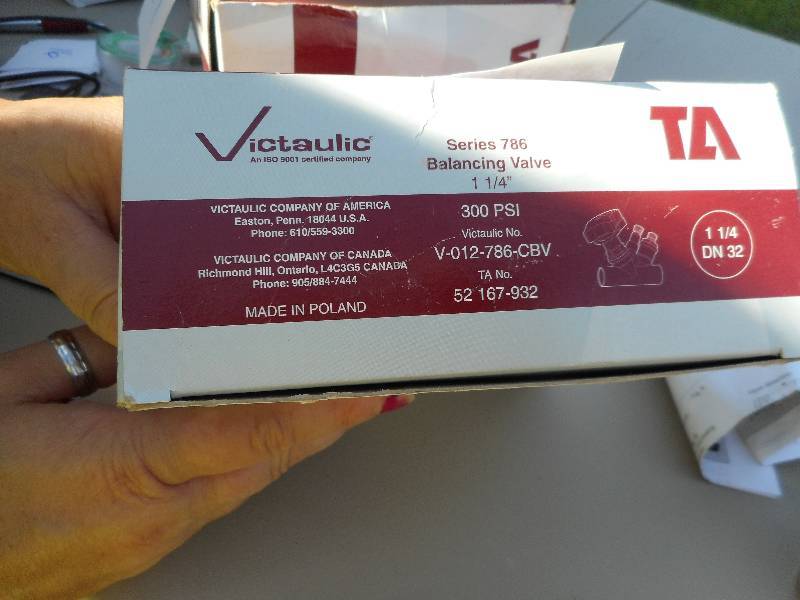 Victaulic
An ISO 9001 certified company
Series 786
Balancing Valve
1 1/4"
TA
VICTAULIC COMPANY OF AMERICA
Easton, Penn. 18044 U.S.A.
Phone: 610/559-3300
VICTAULIC COMPANY OF CANADA
Richmond Hill, Ontario, L4C3G5 CANADA
Phone: 905/884-7444
MADE IN POLAND
300 PSI
Victaulic No.
V-012-786-CBV
TA No.
52 167-932
1 1/4
DN 32